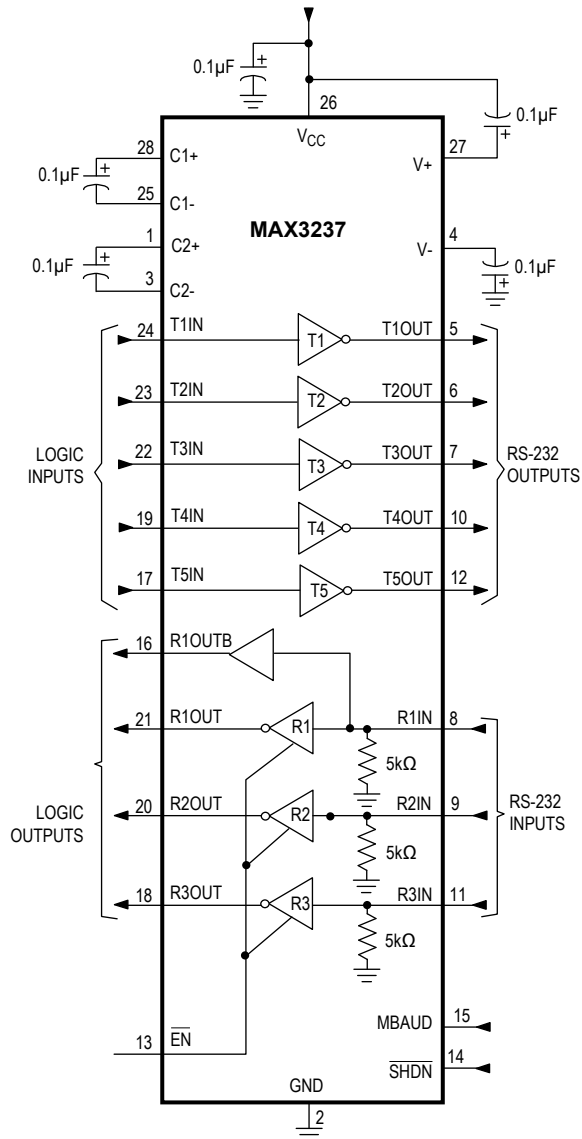 0.1µF
+
26
0.1µF
+
VCC
27
V+
28
C1+
0.1µF
+
25
C1-
MAX3237
1
C2+
4
V-
0.1µF
+
3
C2-
0.1µF
+
24
T1IN
T1
T1OUT
5
23
T2IN
T2
T2OUT
6
LOGIC
INPUTS
22
T3IN
T3
T3OUT
7
RS-232
OUTPUTS
19
T4IN
T4
T4OUT
10
17
T5IN
T5
T5OUT
12
16
R1OUTB
21
R1OUT
R1
R1IN
8
5kΩ
LOGIC
OUTPUTS
20
R2OUT
R2
R2IN
9
RS-232
INPUTS
5kΩ
18
R3OUT
R3
R3IN
11
5kΩ
MBAUD
15
13
EN
SHDN
14
GND
2